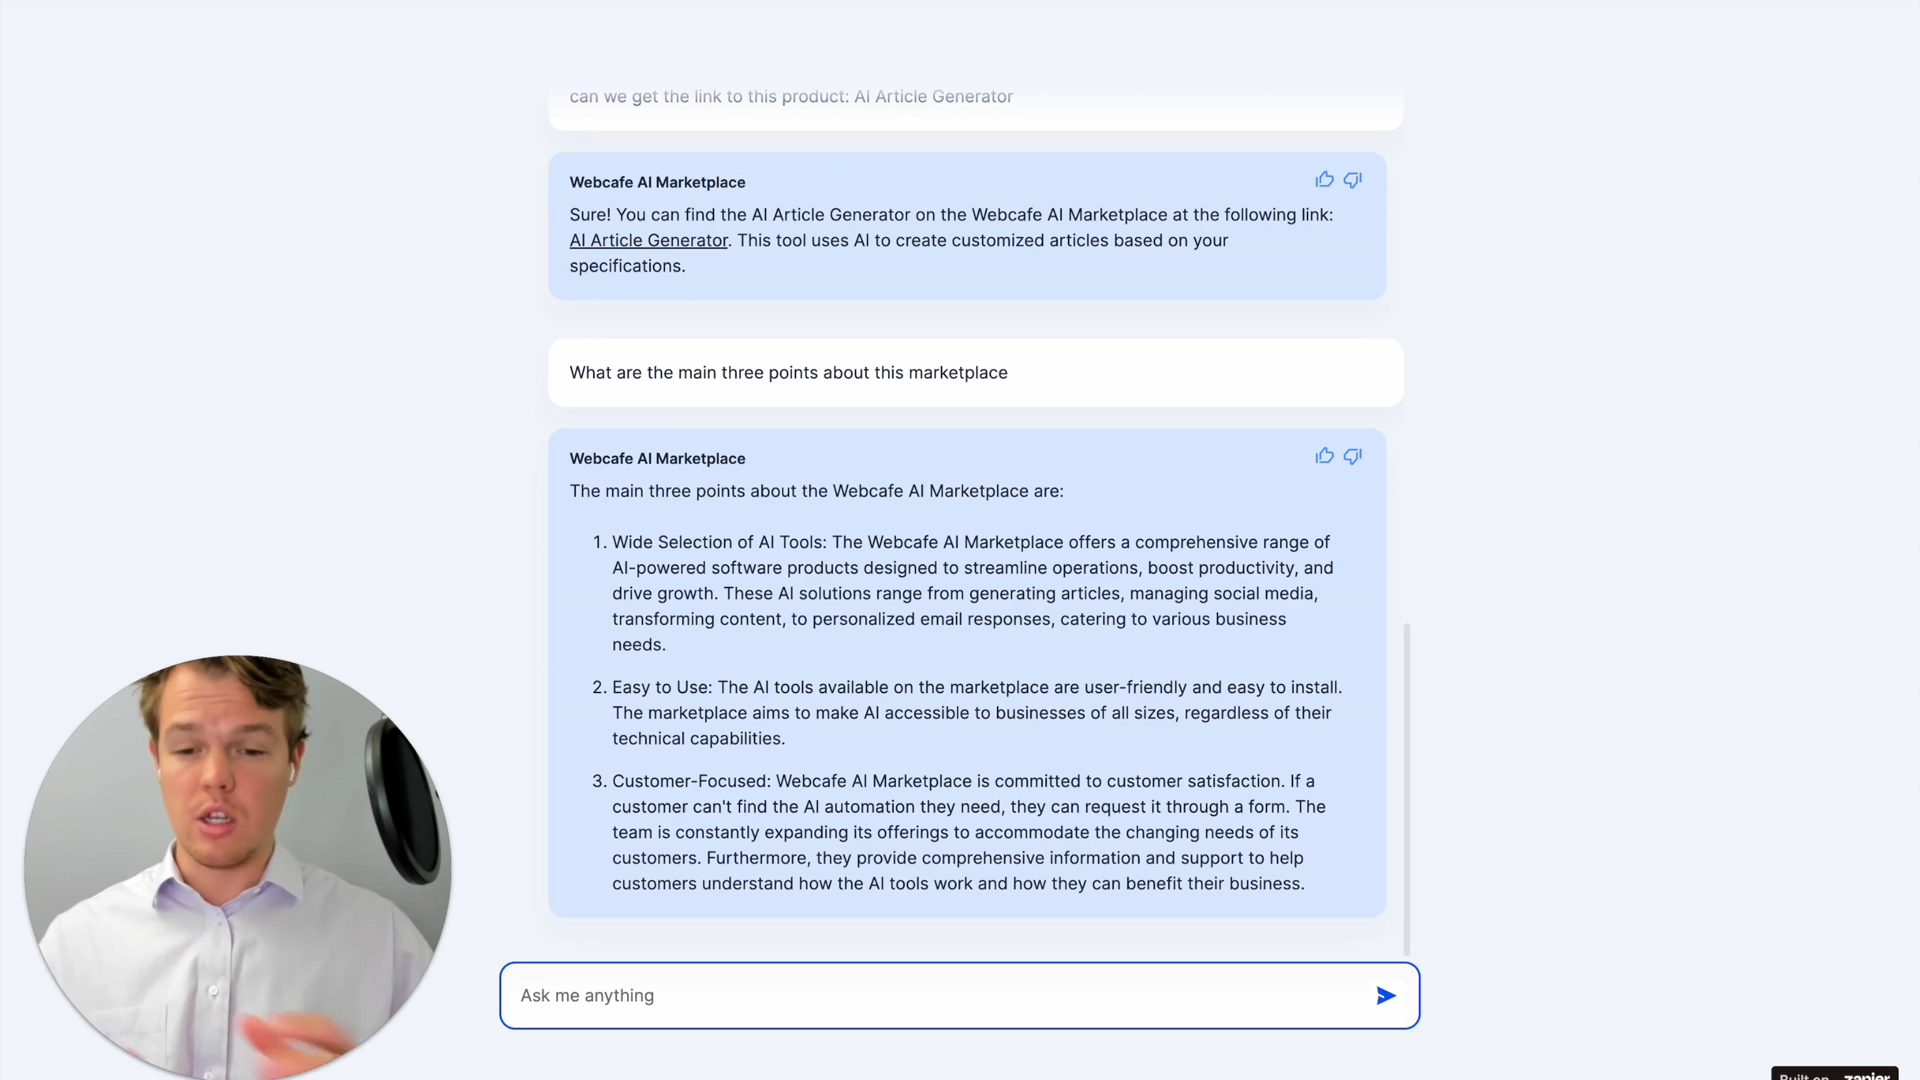 can we get the link to this product: AI Article Generator
Webcafe AI Marketplace
Sure! You can find the AI Article Generator on the Webcafe AI Marketplace at the following link:
AI Article Generator. This tool uses AI to create customized articles based on your
specifications.
What are the main three points about this marketplace
Webcafe AI Marketplace
The main three points about the Webcafe AI Marketplace are:
1. Wide Selection of AI Tools: The Webcafe AI Marketplace offers a comprehensive range of
AI-powered software products designed to streamline operations, boost productivity, and
drive growth. These AI solutions range from generating articles, managing social media,
transforming content, to personalized email responses, catering to various business
needs.
2. Easy to Use: The AI tools available on the marketplace are user-friendly and easy to install.
The marketplace aims to make AI accessible to businesses of all sizes, regardless of their
technical capabilities.
3. Customer-Focused: Webcafe AI Marketplace is committed to customer satisfaction. If a
customer can't find the AI automation they need, they can request it through a form. The
team is constantly expanding its offerings to accommodate the changing needs of its
customers. Furthermore, they provide comprehensive information and support to help
customers understand how the AI tools work and how they can benefit their business.
Ask me anything
Built on zapier